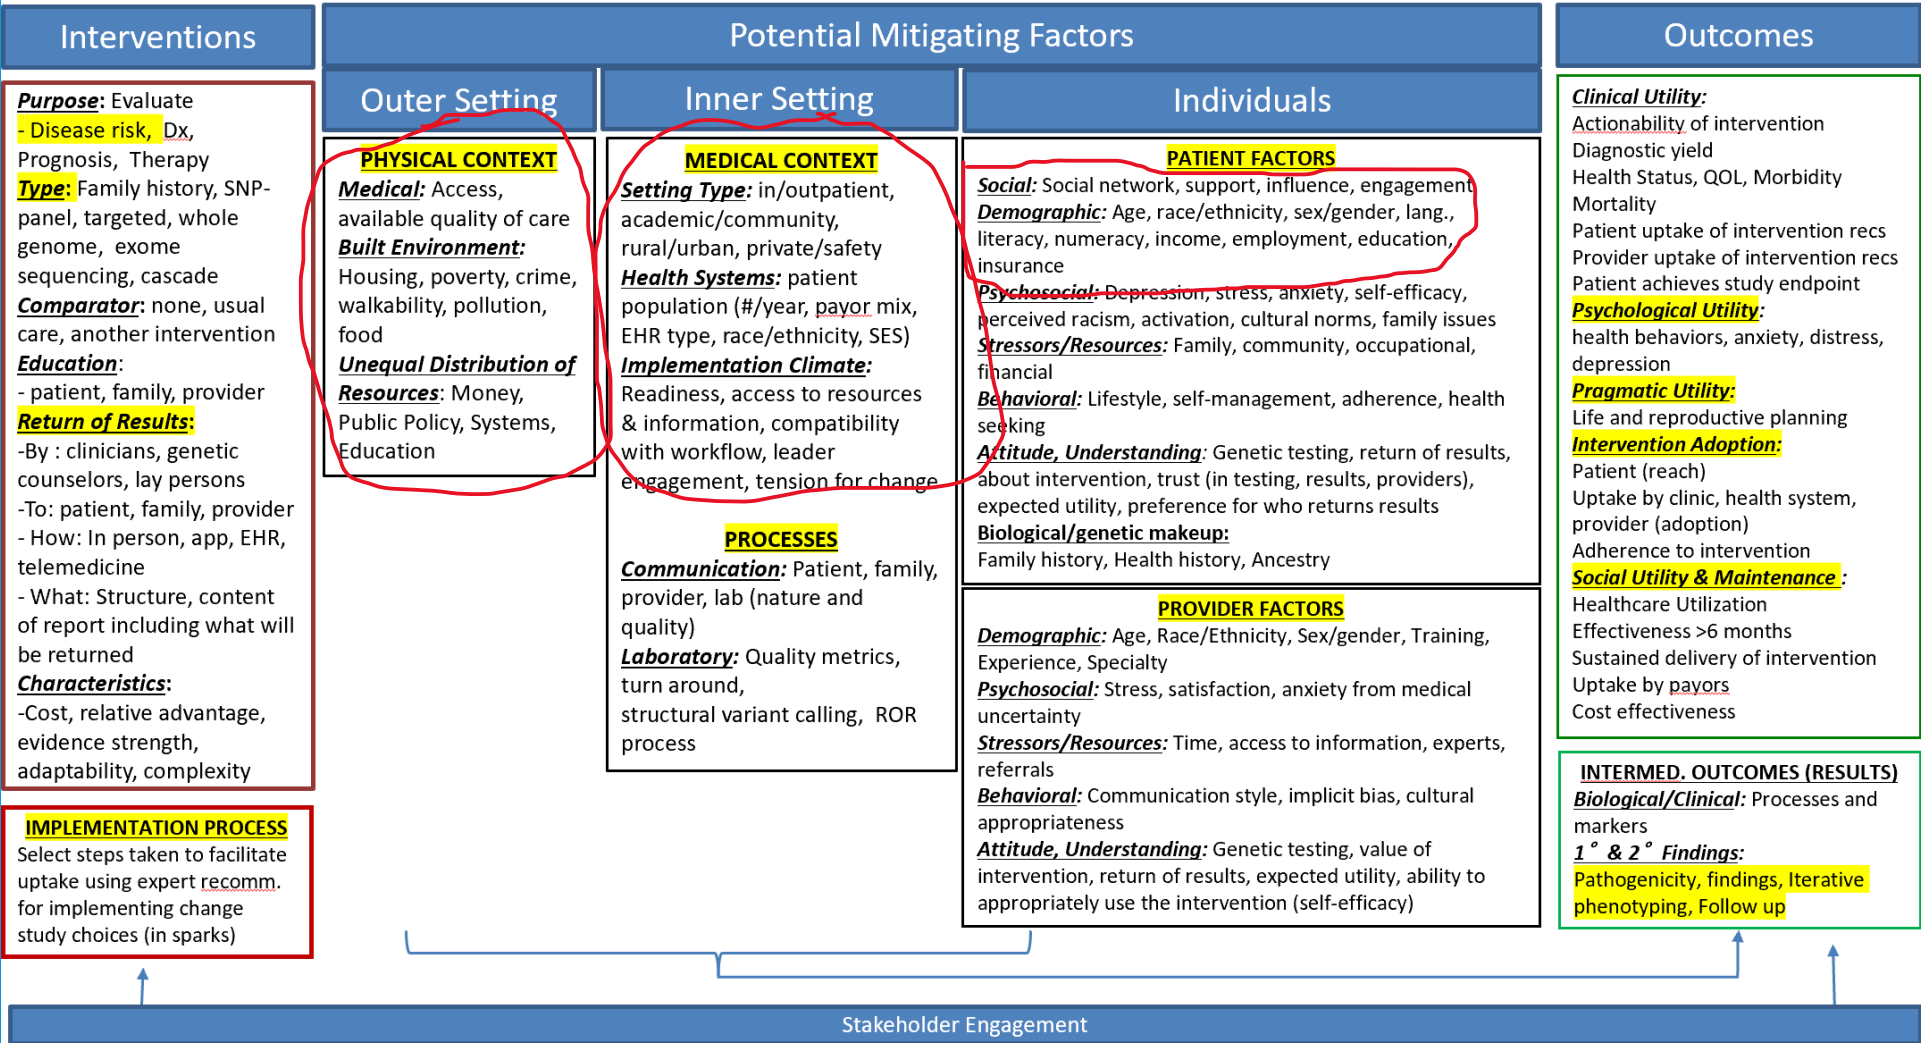 Interventions
Potential Mitigating Factors
Outcomes
Outer Setting
Inner Setting
Individuals
Purpose: Evaluate
- Disease risk, Dx,
Prognosis, Therapy
Type: Family history, SNP-
panel, targeted, whole
genome, exome
sequencing, cascade
Comparator: none, usual
care, another intervention
Education:
- patient, family, provider
Return of Results:
-By : clinicians, genetic
counselors, lay persons
-To: patient, family, provider
- How: In person, app, EHR,
telemedicine
- What: Structure, content
of report including what will
be returned
Characteristics:
-Cost, relative advantage,
evidence strength,
adaptability, complexity
IMPLEMENTATION PROCESS
Select steps taken to facilitate
uptake using expert recomm.
for implementing change
study choices (in sparks)
PHYSICAL CONTEXT
Medical: Access,
available quality of care
Built Environment:
Housing, poverty, crime,
walkability, pollution,
food
Unequal Distribution of
Resources: Money,
Public Policy, Systems,
Education
MEDICAL CONTEXT
Setting Type: in/outpatient,
academic/community,
rural/urban, private/safety
Health Systems: patient
population (#/year, payor mix,
EHR type, race/ethnicity, SES)
Implementation Climate:
Readiness, access to resources
& information, compatibility
with workflow, leader
engagement, tension for change
PROCESSES
Communication: Patient, family,
provider, lab (nature and
quality)
Laboratory: Quality metrics,
turn around,
structural variant calling, ROR
process
PATIENT FACTORS
Social: Social network, support, influence, engagement
Demographic: Age, race/ethnicity, sex/gender, lang.,
literacy, numeracy, income, employment, education,
insurance
Psychosocial: Depression, stress, anxiety, self-efficacy,
perceived racism, activation, cultural norms, family issues
Stressors/Resources: Family, community, occupational,
financial
Behavioral: Lifestyle, self-management, adherence, health
seeking
Attitude, Understanding: Genetic testing, return of results,
about intervention, trust (in testing, results, providers),
expected utility, preference for who returns results
Biological/genetic makeup:
Family history, Health history, Ancestry
PROVIDER FACTORS
Demographic: Age, Race/Ethnicity, Sex/gender, Training,
Experience, Specialty
Psychosocial: Stress, satisfaction, anxiety from medical
uncertainty
Stressors/Resources: Time, access to information, experts,
referrals
Behavioral: Communication style, implicit bias, cultural
appropriateness
Attitude, Understanding: Genetic testing, value of
intervention, return of results, expected utility, ability to
appropriately use the intervention (self-efficacy)
Clinical Utility:
Actionability of intervention
Diagnostic yield
Health Status, QOL, Morbidity
Mortality
Patient uptake of intervention recs
Provider uptake of intervention recs
Patient achieves study endpoint
Psychological Utility:
health behaviors, anxiety, distress,
depression
Pragmatic Utility:
Life and reproductive planning
Intervention Adoption:
Patient (reach)
Uptake by clinic, health system,
provider (adoption)
Adherence to intervention
Social Utility & Maintenance :
Healthcare Utilization
Effectiveness >6 months
Sustained delivery of intervention
Uptake by payors
Cost effectiveness
INTERMED. OUTCOMES (RESULTS)
Biological/Clinical: Processes and
markers
1° & 2° Findings:
Pathogenicity, findings, Iterative
phenotyping, Follow up
Stakeholder Engagement